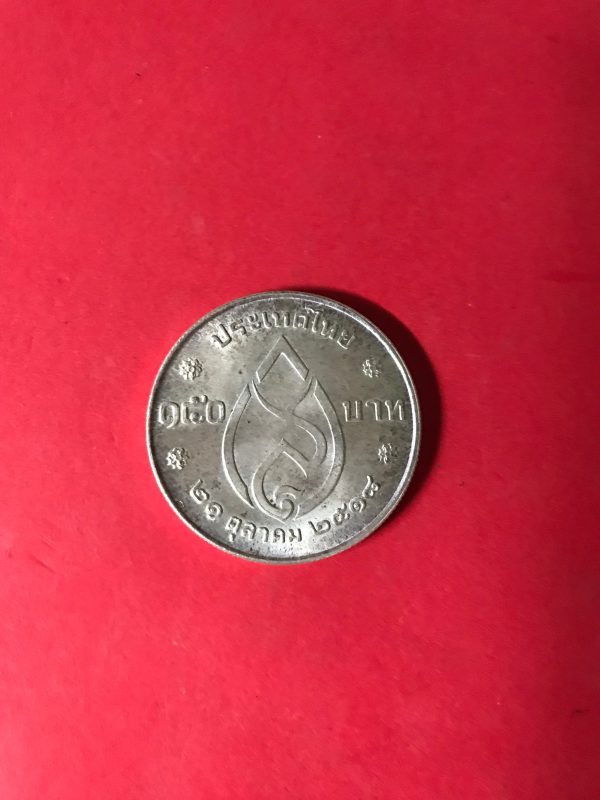 ประเทศไทย
๑๕๐ บาท
๒๑ ตุลาคม ๒๕๑๘